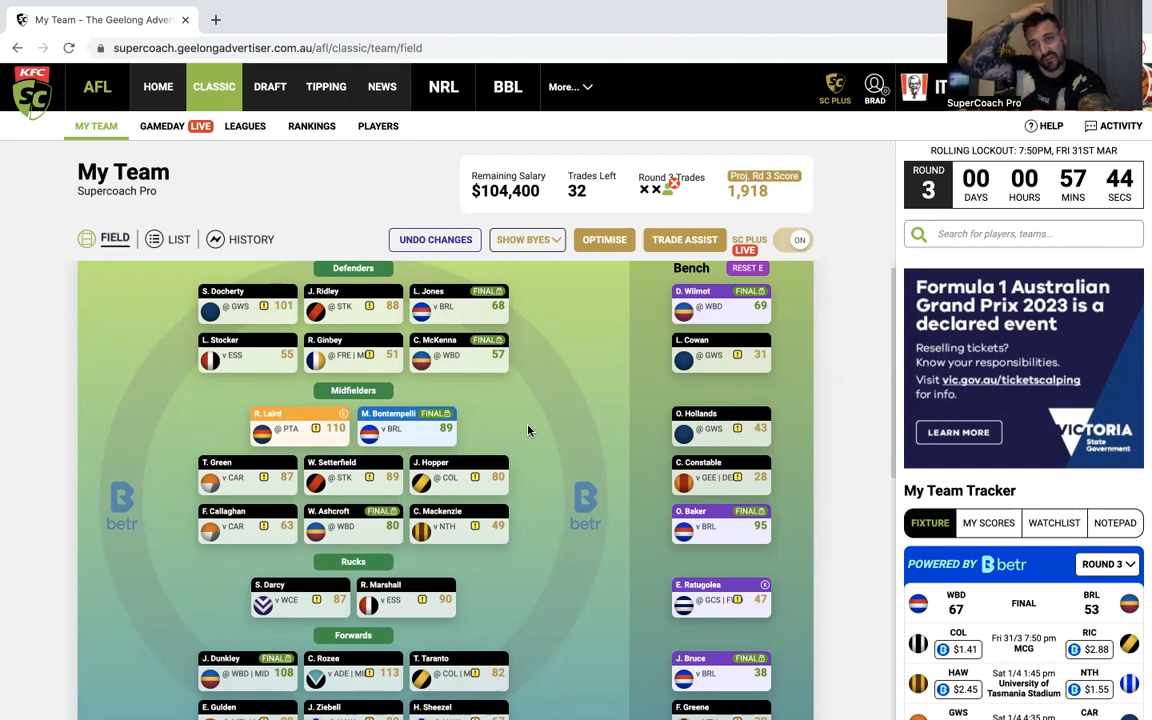 My Team - The Geelong Adver
supercoach.geelongadvertiser.com.au/afl/classic/team/field
KFC
SC
AFL
HOME
CLASSIC
DRAFT
TIPPING
NEWS
NRL
BBL
More...
SC PLUS
BRAD
IT
SuperCoach Pro
MY TEAM
GAMEDAY LIVE
LEAGUES
RANKINGS
PLAYERS
HELP
ACTIVITY
My Team
Supercoach Pro
Remaining Salary
$104,400
Trades Left
32
Round 3 Trades
Proj. Rd 3 Score
1,918
FIELD
LIST
HISTORY
UNDO CHANGES
SHOW BYES
OPTIMISE
TRADE ASSIST
SC PLUS
LIVE
ON
Defenders
Bench
RESET E
S. Docherty
@ GWS 101
J. Ridley
@ STK 88
L. Jones FINAL
v BRL 68
D. Wilmot FINAL
@ WBD 69
L. Stocker
v ESS 55
R. Ginbey
@ FRE | MI 51
C. McKenna FINAL
@ WBD 57
L. Cowan
@ GWS 31
Midfielders
R. Laird C
@ PTA 110
M. Bontempelli FINAL
v BRL 89
O. Hollands
@ GWS 43
T. Green
v CAR 87
W. Setterfield
@ STK 89
J. Hopper
@ COL 80
C. Constable
v GEE | DE 28
F. Callaghan
v CAR 63
W. Ashcroft FINAL
@ WBD 80
C. Mackenzie
v NTH 49
O. Baker FINAL
v BRL 95
B
betr
B
betr
Rucks
S. Darcy
v WCE 87
R. Marshall
v ESS 90
E. Ratugolea E
@ GCS | F 47
Forwards
J. Dunkley FINAL
@ WBD | MID 108
C. Rozee
v ADE | MI 113
T. Taranto
@ COL | M 82
J. Bruce FINAL
v BRL 38
E. Gulden
J. Ziebell
H. Sheezel
F. Greene
ROLLING LOCKOUT: 7:50PM, FRI 31ST MAR
ROUND
3
00
DAYS
00
HOURS
57
MINS
44
SECS
Search for players, teams...
Formula 1 Australian
Grand Prix 2023 is a
declared event
Reselling tickets?
Know your responsibilities.
Visit vic.gov.au/ticketscalping
for info.
LEARN MORE
VICTORIA
State
Government
My Team Tracker
FIXTURE
MY SCORES
WATCHLIST
NOTEPAD
POWERED BY B betr
ROUND 3
WBD
67
FINAL
BRL
53
COL
$1.41
Fri 31/3 7:50 pm
MCG
RIC
$2.88
HAW
$2.45
Sat 1/4 1:45 pm
University of
Tasmania Stadium
NTH
$1.55
GWS
Sat 1/4 4:35 pm
CAR